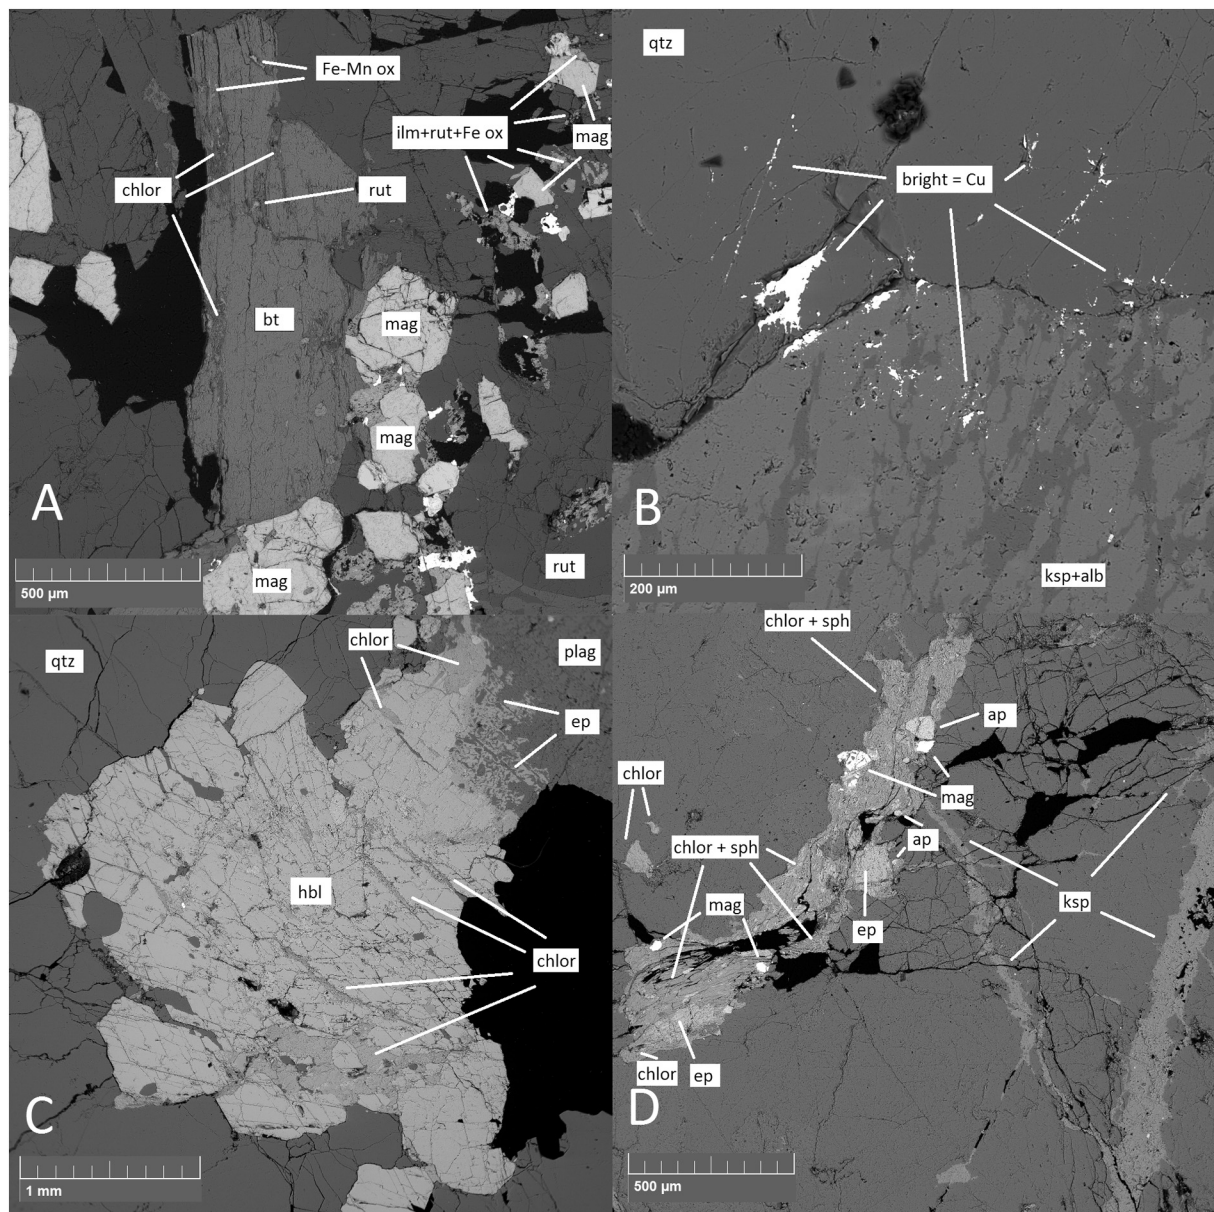 Fe-Mn ox
ilm+rut+Fe ox
mag
chlor
rut
bt
mag
mag
A
500 µm
mag
rut
qtz
bright = Cu
B
200 µm
ksp+alb
qtz
chlor
plag
ep
hbl
chlor
C
1 mm
chlor + sph
ap
chlor
mag
chlor + sph
ap
mag
ksp
ep
chlor
ep
D
500 µm